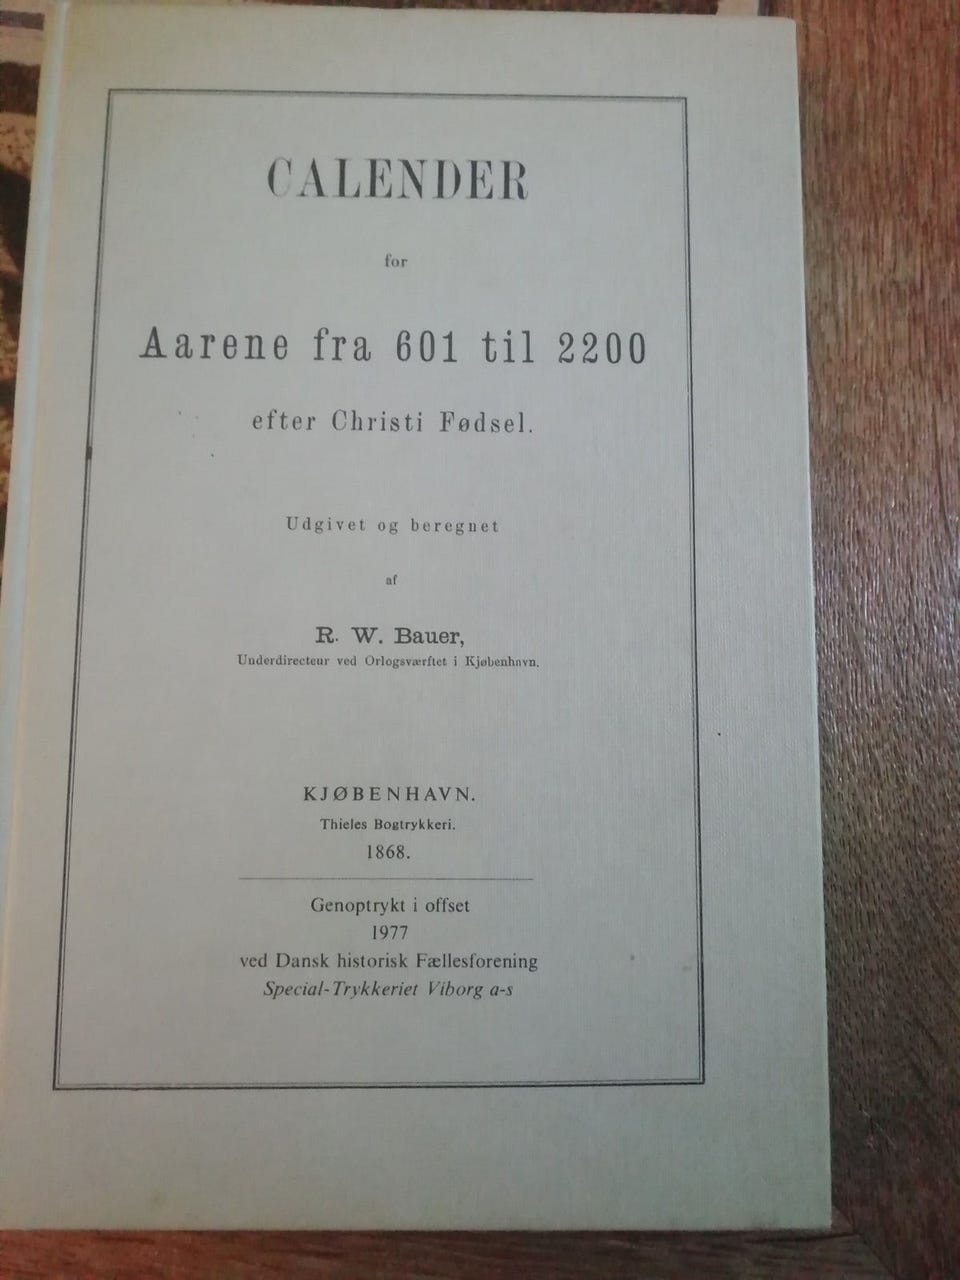 CALENDER
for
Aarene fra 601 til 2200
efter Christi Fødsel.
Udgivet og beregnet
af
R. W. Bauer,
Underdirecteur ved Orlogsværftet i Kjøbenhavn.
KJØBENHAVN.
Thieles Bogtrykkeri.
1868.
Genoptrykt i offset
1977
ved Dansk historisk Fællesforening
Special-Trykkeriet Viborg a-s